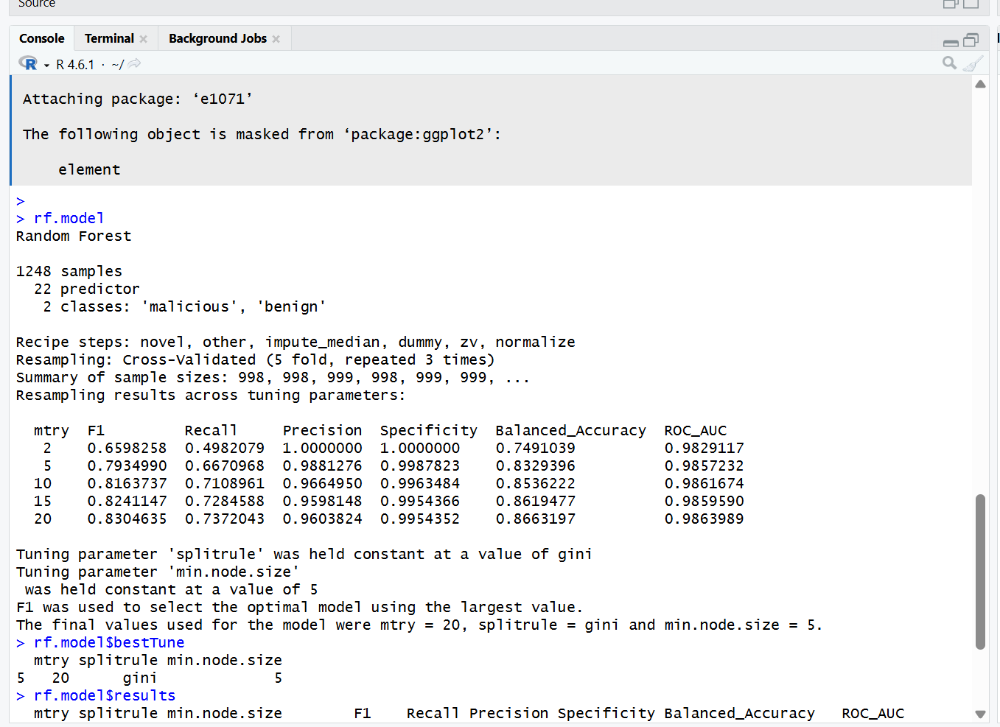 Source
Console Terminal Background Jobs
R 4.6.1 · ~/
Attaching package: ‘e1071’
The following object is masked from ‘package:ggplot2’:
    element
>
> rf.model
Random Forest
1248 samples
  22 predictor
   2 classes: 'malicious', 'benign'
Recipe steps: novel, other, impute_median, dummy, zv, normalize
Resampling: Cross-Validated (5 fold, repeated 3 times)
Summary of sample sizes: 998, 998, 999, 998, 999, 999, ...
Resampling results across tuning parameters:
  mtry  F1         Recall     Precision  Specificity  Balanced_Accuracy  ROC_AUC
   2    0.6598258  0.4982079  1.0000000  1.0000000    0.7491039          0.9829117
   5    0.7934990  0.6670968  0.9881276  0.9987823    0.8329396          0.9857232
  10    0.8163737  0.7108961  0.9664950  0.9963484    0.8536222          0.9861674
  15    0.8241147  0.7284588  0.9598148  0.9954366    0.8619477          0.9859590
  20    0.8304635  0.7372043  0.9603824  0.9954352    0.8663197          0.9863989
Tuning parameter 'splitrule' was held constant at a value of gini
Tuning parameter 'min.node.size'
 was held constant at a value of 5
F1 was used to select the optimal model using the largest value.
The final values used for the model were mtry = 20, splitrule = gini and min.node.size = 5.
> rf.model$bestTune
  mtry splitrule min.node.size
5   20      gini             5
> rf.model$results
  mtry splitrule min.node.size        F1    Recall Precision Specificity Balanced_Accuracy   ROC_AUC